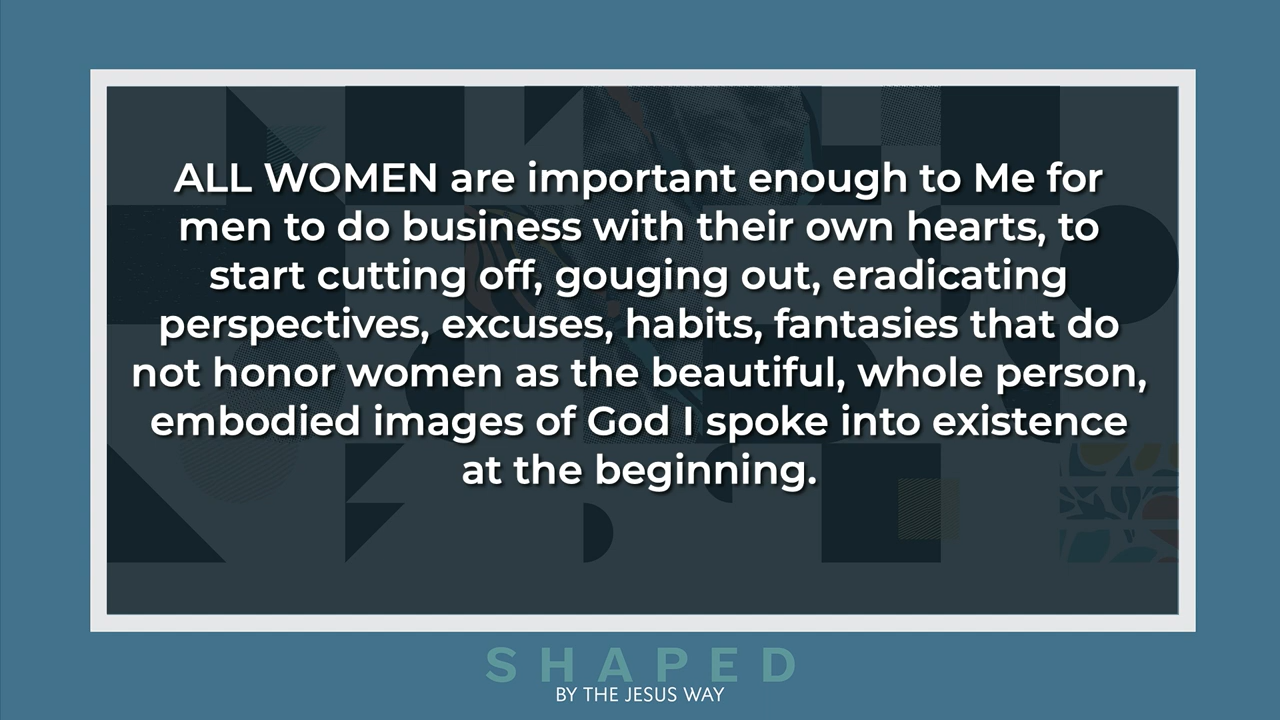 ALL WOMEN are important enough to Me for
men to do business with their own hearts, to
start cutting off, gouging out, eradicating
perspectives, excuses, habits, fantasies that do
not honor women as the beautiful, whole person,
embodied images of God I spoke into existence
at the beginning.
SHAPED
BY THE JESUS WAY